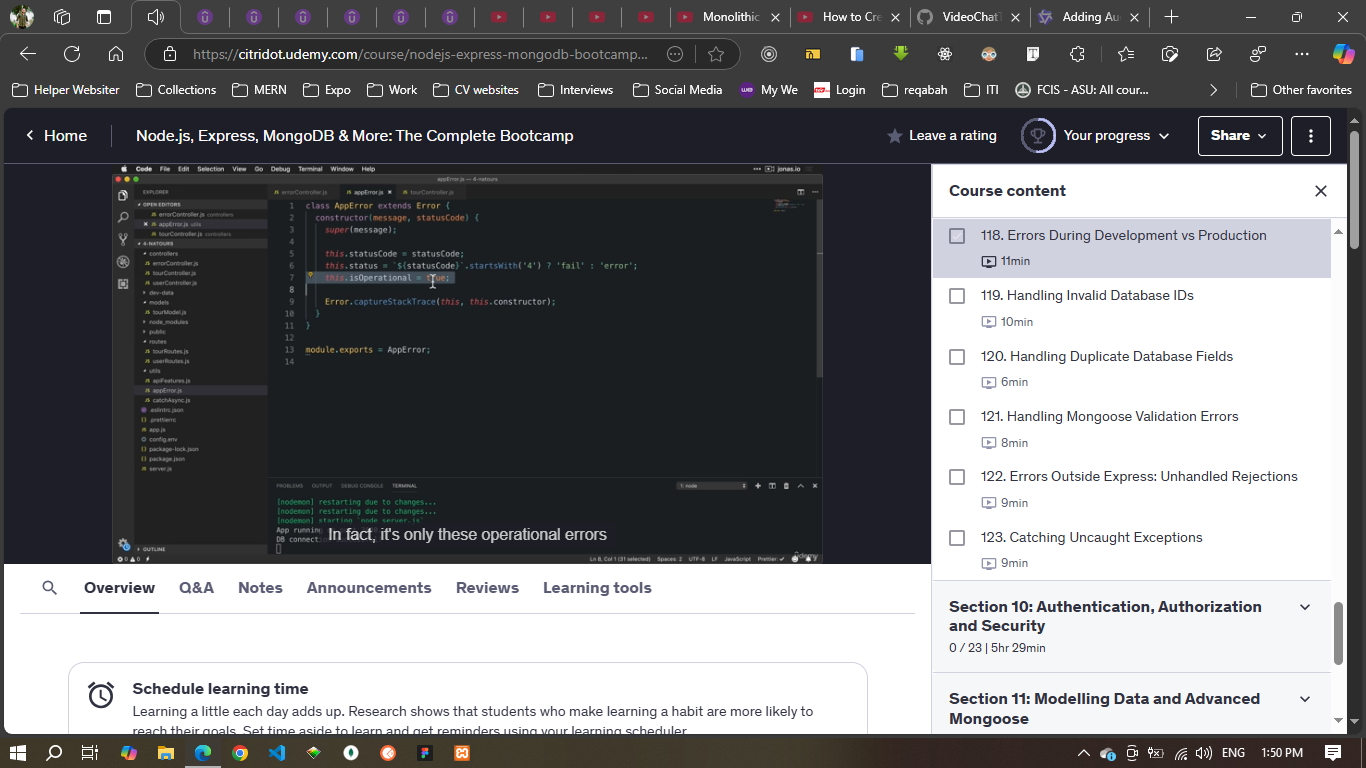 Monolithic
How to Cre
VideoChat
Adding Au
https://citridot.udemy.com/course/nodejs-express-mongodb-bootcamp...
Helper Websiter
Collections
MERN
Expo
Work
CV websites
Interviews
Social Media
My We
Login
reqabah
ITI
FCIS - ASU: All cour...
Other favorites
Home
Node.js, Express, MongoDB & More: The Complete Bootcamp
Leave a rating
Your progress
Share
Code File Edit Selection View Go Debug Terminal Window Help
jonas.io
appError.js — 4-natours
EXPLORER
errorController.js
appError.js
tourController.js
OPEN EDITORS
errorController.js controllers
appError.js utils
tourController.js controllers
4-NATOURS
controllers
errorController.js
tourController.js
userController.js
dev-data
models
tourModel.js
node_modules
public
routes
tourRoutes.js
userRoutes.js
utils
apiFeatures.js
appError.js
catchAsync.js
.eslintrc.json
.prettierrc
app.js
config.env
package-lock.json
package.json
server.js
OUTLINE
1 class AppError extends Error {
2 constructor(message, statusCode) {
3 super(message);
4
5 this.statusCode = statusCode;
6 this.status = `${statusCode}`.startsWith('4') ? 'fail' : 'error';
7 this.isOperational = true;
8
9 Error.captureStackTrace(this, this.constructor);
10 }
11 }
12
13 module.exports = AppError;
14
PROBLEMS OUTPUT DEBUG CONSOLE TERMINAL
1: node
[nodemon] restarting due to changes...
[nodemon] restarting due to changes...
[nodemon] starting `node server.js`
App running
DB connect
In fact, it's only these operational errors
Ln 8, Col 1 (31 selected) Spaces: 2 UTF-8 LF JavaScript Prettier: ✓
Udemy
Course content
118. Errors During Development vs Production
11min
119. Handling Invalid Database IDs
10min
120. Handling Duplicate Database Fields
6min
121. Handling Mongoose Validation Errors
8min
122. Errors Outside Express: Unhandled Rejections
9min
123. Catching Uncaught Exceptions
9min
Section 10: Authentication, Authorization
and Security
0 / 23 | 5hr 29min
Section 11: Modelling Data and Advanced
Mongoose
Overview
Q&A
Notes
Announcements
Reviews
Learning tools
Schedule learning time
Learning a little each day adds up. Research shows that students who make learning a habit are more likely to
reach their goals. Set time aside to learn and get reminders using your learning scheduler.
ENG
1:50 PM